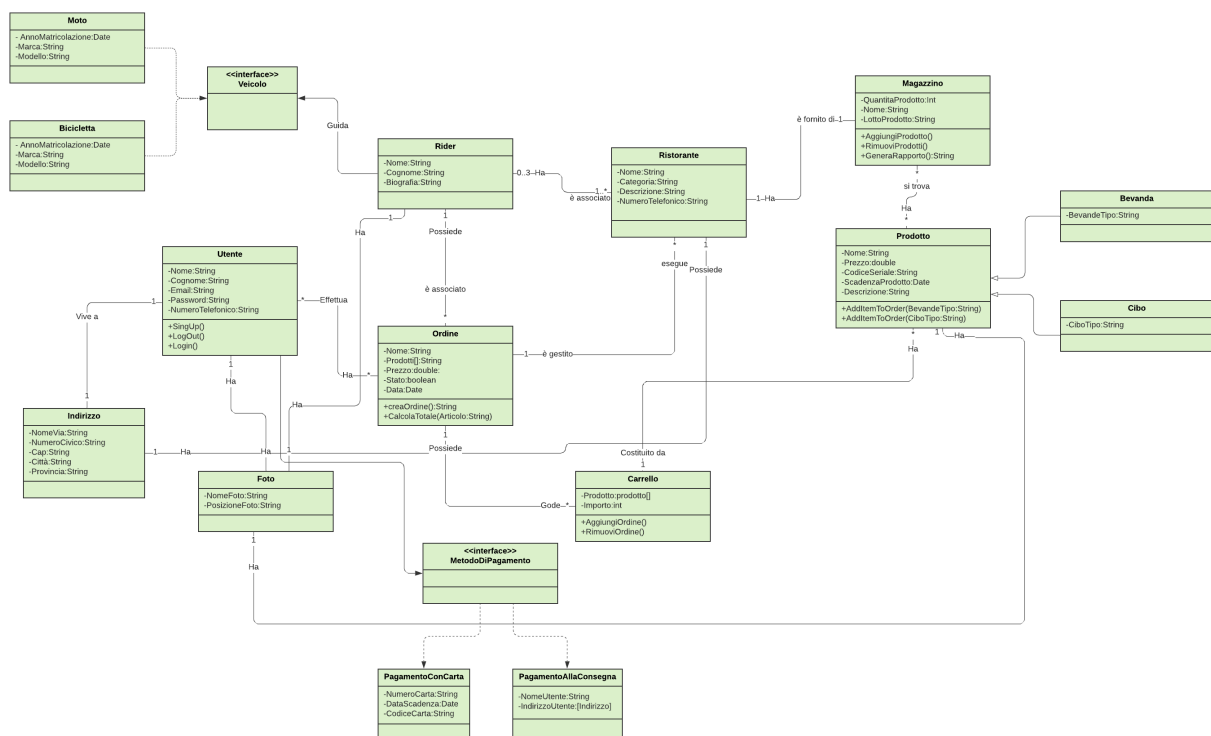 Moto
- AnnoMatricolazione:Date
-Marca:String
-Modello:String
<<interface>>
Veicolo
Bicicletta
- AnnoMatricolazione:Date
-Marca:String
-Modello:String
Guida
Rider
-Nome:String
-Cognome:String
-Biografia:String
0..3
Ha
1..*
è associato
Ristorante
-Nome:String
-Categoria:String
-Descrizione:String
-NumeroTelefonico:String
1
Ha
è fornito di
1
Magazzino
-QuantitaProdotto:Int
-Nome:String
-LottoProdotto:String
+AggiungiProdotto()
+RimuoviProdotti()
+GeneraRapporto():String
*
si trova
Ha
*
Prodotto
-Nome:String
-Prezzo:double
-CodiceSeriale:String
-ScadenzaProdotto:Date
-Descrizione:String
+AddItemToOrder(BevandeTipo:String)
+AddItemToOrder(CiboTipo:String)
Bevanda
-BevandeTipo:String
Cibo
-CiboTipo:String
1
Ha
*
Ha
1
Ha
1
Possiede
è associato
*
*
esegue
1
Possiede
Utente
-Nome:String
-Cognome:String
-Email:String
-Password:String
-NumeroTelefonico:String
+SingUp()
+LogOut()
+Login()
*
Effettua
Ha
*
1
Vive a
1
Ordine
-Nome:String
-Prodotti[]:String
-Prezzo:double:
-Stato:boolean
-Data:Date
+creaOrdine():String
+CalcolaTotale(Articolo:String)
1
è gestito
1
Ha
Ha
Ha
1
Indirizzo
-NomeVia:String
-NumeroCivico:String
-Cap:String
-Città:String
-Provincia:String
1
Ha
1
Possiede
Gode
*
Costituito da
1
Carrello
-Prodotto:prodotto[]
-Importo:int
+AggiungiOrdine()
+RimuoviOrdine()
Foto
-NomeFoto:String
-PosizioneFoto:String
1
Ha
<<interface>>
MetodoDiPagamento
PagamentoConCarta
-NumeroCarta:String
-DataScadenza:Date
-CodiceCarta:String
PagamentoAllaConsegna
-NomeUtente:String
-IndirizzoUtente:[Indirizzo]